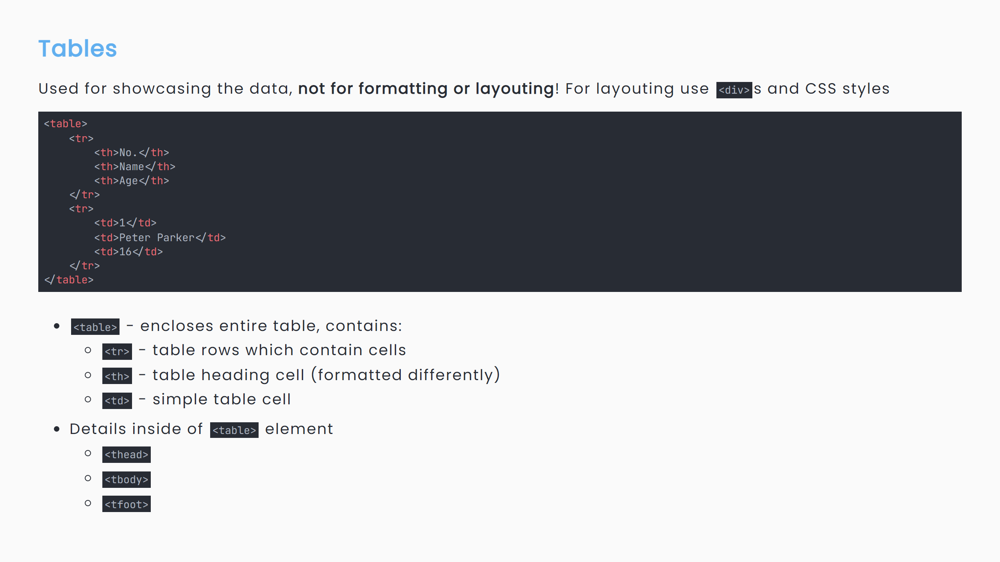 Tables
Used for showcasing the data, not for formatting or layouting! For layouting use <div>s and CSS styles
<table>
    <tr>
        <th>No.</th>
        <th>Name</th>
        <th>Age</th>
    </tr>
    <tr>
        <td>1</td>
        <td>Peter Parker</td>
        <td>16</td>
    </tr>
</table>
• <table> - encloses entire table, contains:
○ <tr> - table rows which contain cells
○ <th> - table heading cell (formatted differently)
○ <td> - simple table cell
• Details inside of <table> element
○ <thead>
○ <tbody>
○ <tfoot>